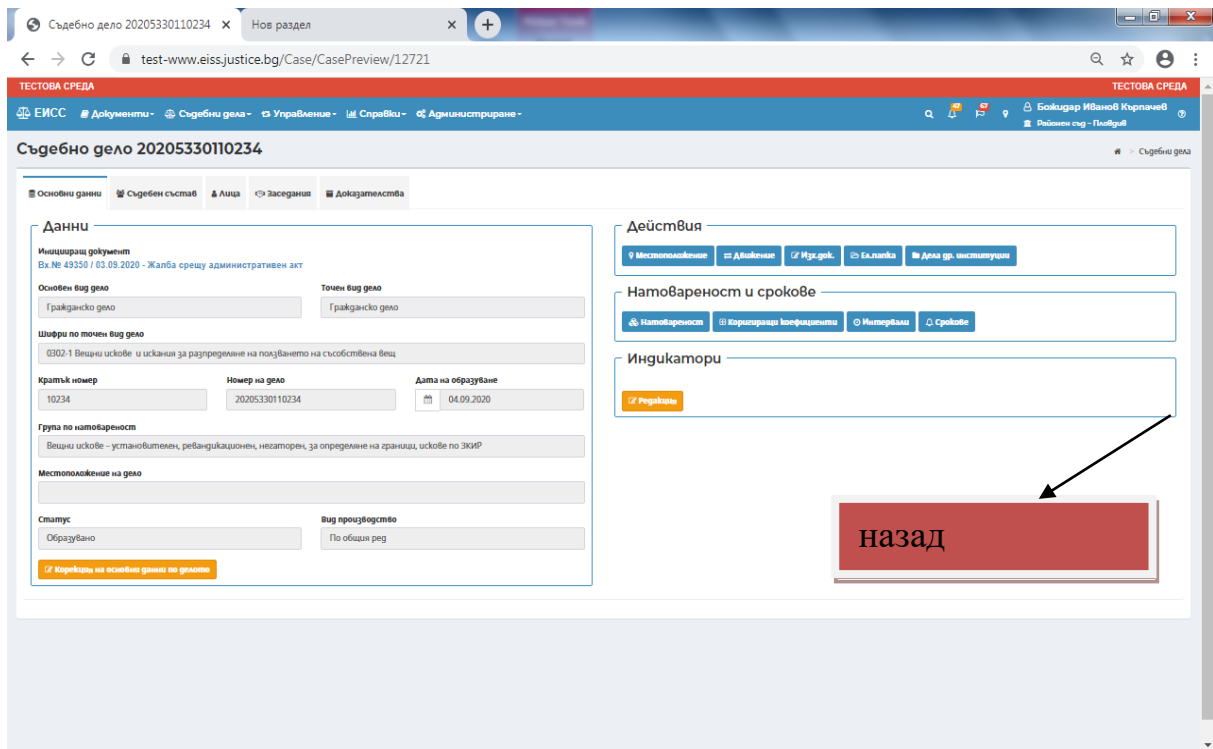 Съдебно дело 20205330110234
Нов раздел
test-www.eiss.justice.bg/Case/CasePreview/12721
ТЕСТОВА СРЕДА
ТЕСТОВА СРЕДА
ЕИСС Документи Съдебни дела Управление Справки Администриране
Божидар Иванов Кърпачев
Районен съд - Пловдив
Съдебно дело 20205330110234
> Съдебни дела
Основни данни Съдебен състав Лица Заседания Доказателства
Данни
Иницииращ документ
Вх.№ 49350 / 03.09.2020 - Жалба срещу административен акт
Основен вид дело Точен вид дело
Гражданско дело Гражданско дело
Шифри по точен вид дело
0302-1 Вещни искове и искания за разпределяне на ползването на съсобствена вещ
Кратък номер Номер на дело Дата на образуване
10234 20205330110234 04.09.2020
Група по натовареност
Вещни искове – установителен, ревандикационен, негаторен, за определяне на граници, искове по ЗКИР
Местоположение на дело
Статус Вид производство
Образувано По общия ред
Корекция на основни данни по делото
Действия
Местоположение Движение Изх.док. Ел.папка Дела др. институции
Натовареност и срокове
Натовареност Коригиращи коефициенти Интервали Срокове
Индикатори
Редакция
назад